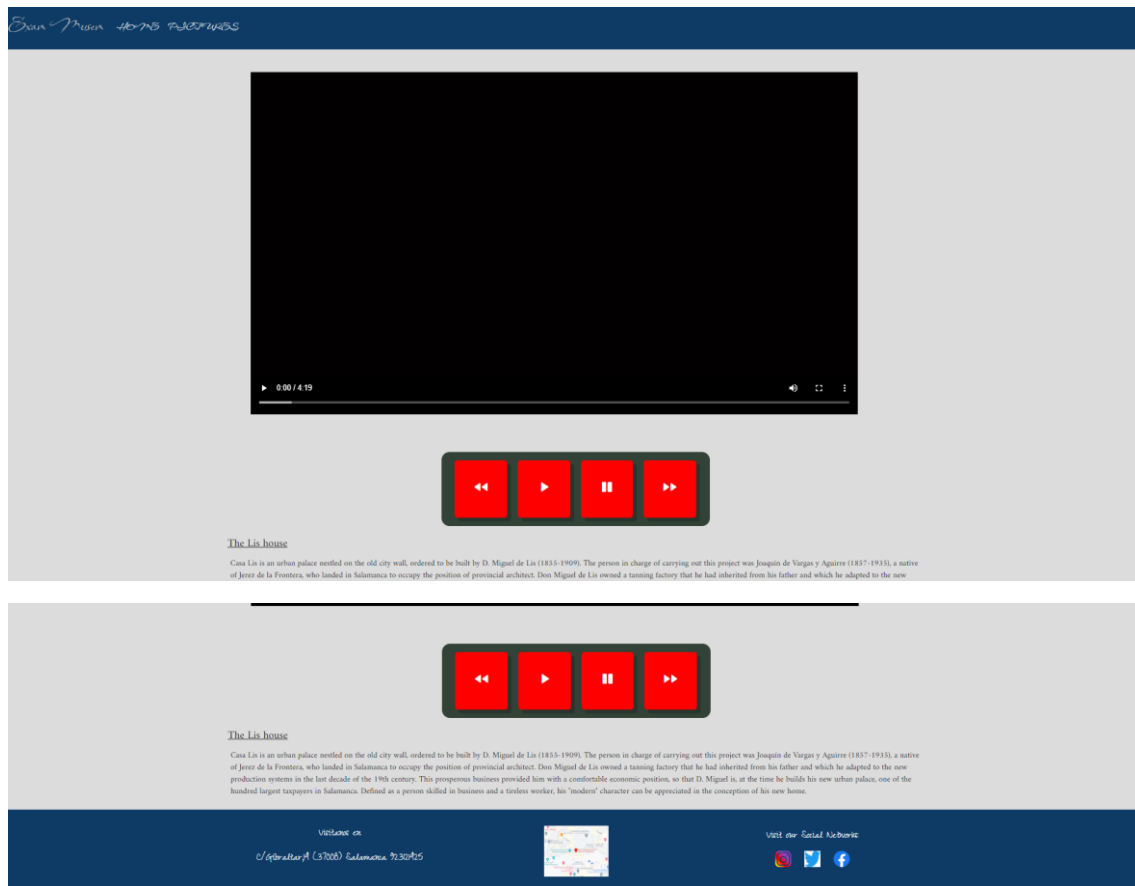 Exam Museum HOME PICTURES
0:00 / 4:19
The Lis house
Casa Lis is an urban palace nestled on the old city wall, ordered to be built by D. Miguel de Lis (1855-1909). The person in charge of carrying out this project was Joaquín de Vargas y Aguirre (1857-1935), a native
of Jerez de la Frontera, who landed in Salamanca to occupy the position of provincial architect. Don Miguel de Lis owned a tanning factory that he had inherited from his father and which he adapted to the new
The Lis house
Casa Lis is an urban palace nestled on the old city wall, ordered to be built by D. Miguel de Lis (1855-1909). The person in charge of carrying out this project was Joaquín de Vargas y Aguirre (1857-1935), a native
of Jerez de la Frontera, who landed in Salamanca to occupy the position of provincial architect. Don Miguel de Lis owned a tanning factory that he had inherited from his father and which he adapted to the new
production systems in the last decade of the 19th century. This prosperous business provided him with a comfortable economic position, so that D. Miguel is, at the time he builds his new urban palace, one of the
hundred largest taxpayers in Salamanca. Defined as a person skilled in business and a tireless worker, his "modern" character can be appreciated in the conception of his new home.
on
Visit our Social Networks
C/Gibraltar,14 (37008) Salamanca